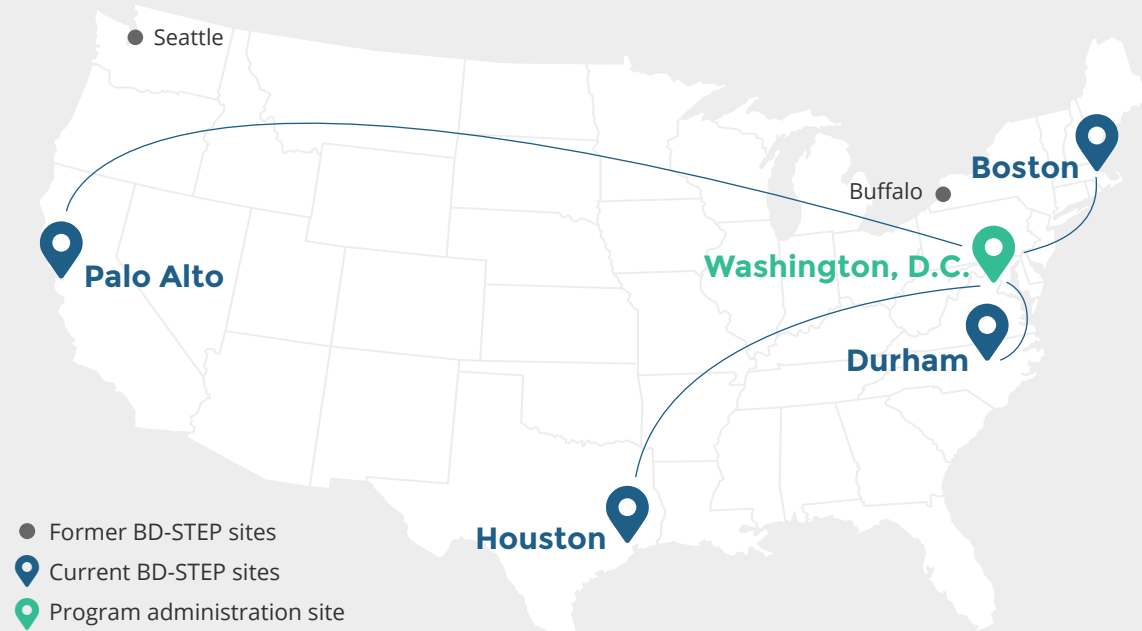 Seattle
Boston
Buffalo
Washington, D.C.
Palo Alto
Durham
Houston
Former BD-STEP sites
Current BD-STEP sites
Program administration site